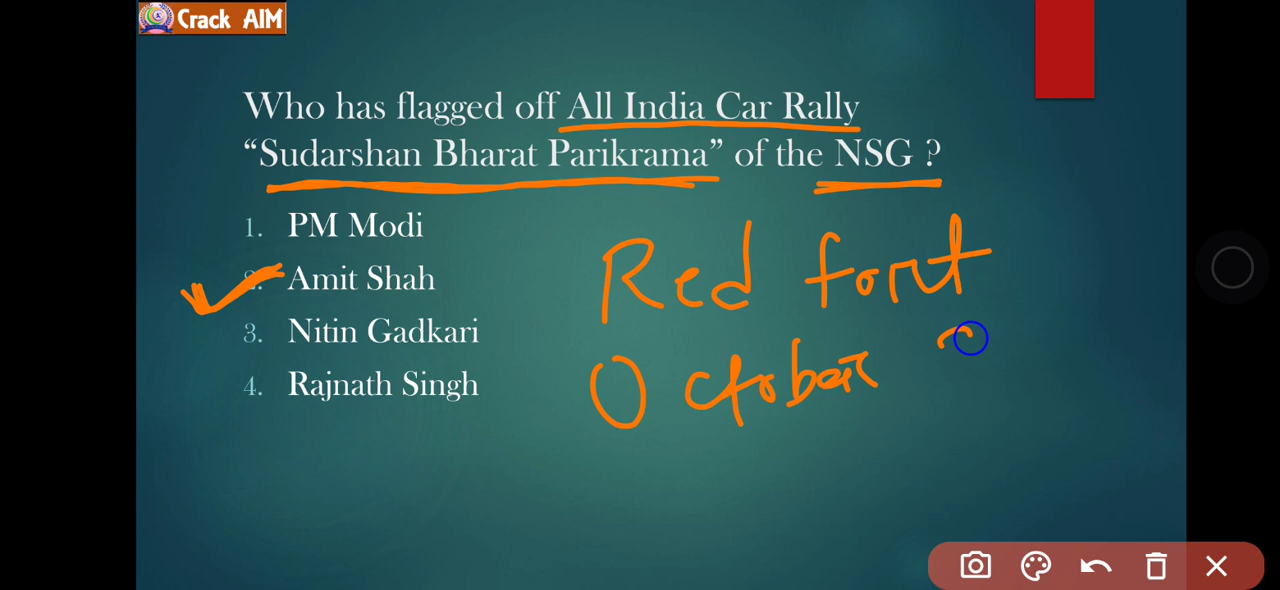 Crack AIM
Who has flagged off All India Car Rally
“Sudarshan Bharat Parikrama” of the NSG ?
1. PM Modi
2. Amit Shah
3. Nitin Gadkari
4. Rajnath Singh
Red fort
October